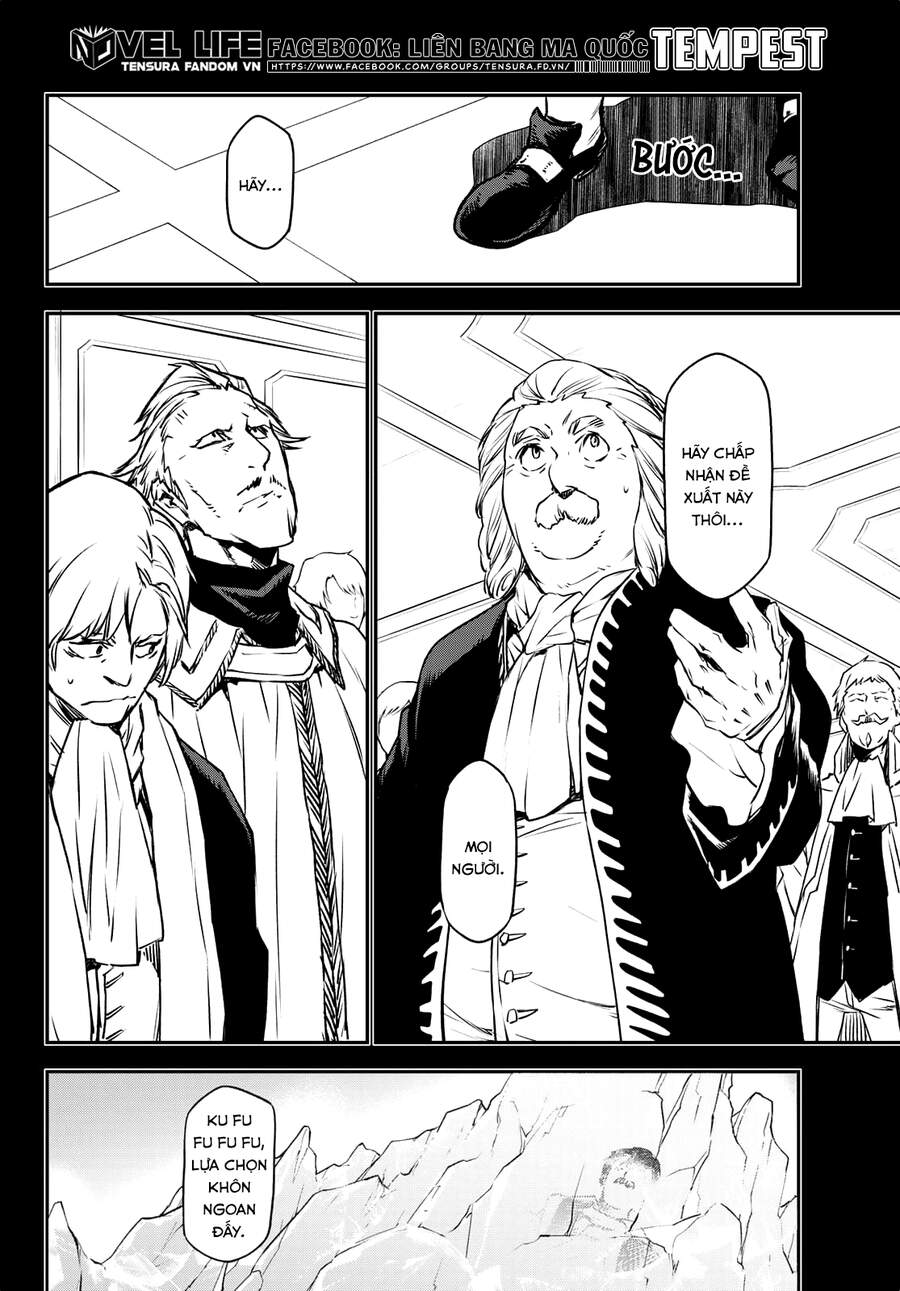 NOVEL LIFE
TENSURA FANDOM VN
FACEBOOK: LIÊN BANG MA QUỐC
HTTPS://WWW.FACEBOOK.COM/GROUPS/TENSURA.FD.VN/
TEMPEST
BƯỚC...
HÃY...
HÃY CHẤP
NHẬN ĐỀ
XUẤT NÀY
THÔI...
MỌI
NGƯỜI.
KU FU
FU FU FU,
LỰA CHỌN
KHÔN
NGOAN
ĐẤY.